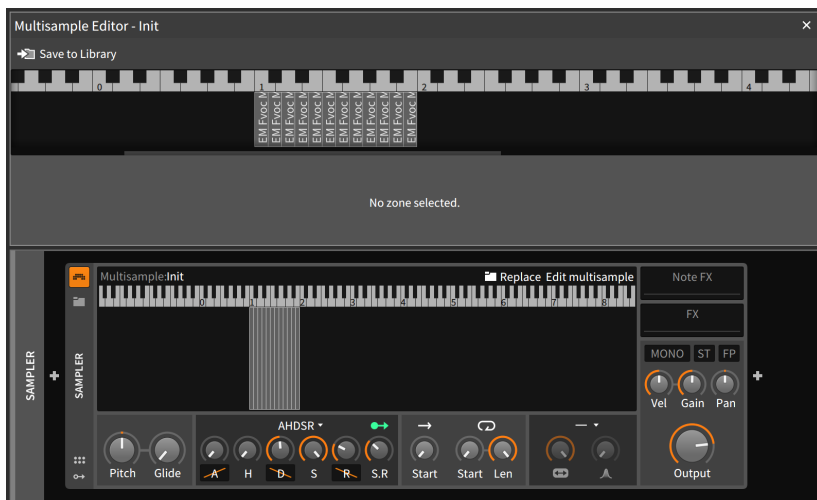 Multisample Editor - Init
×
Save to Library
0 1 2 3 4
EM Fvoc M EM Fvoc M EM Fvoc M EM Fvoc M EM Fvoc M EM Fvoc M EM Fvoc M EM Fvoc M EM Fvoc M EM Fvoc M EM Fvoc M EM Fvoc M
No zone selected.
SAMPLER
SAMPLER
Multisample:Init Replace Edit multisample
0 1 2 3 4 5 6 7 8
Note FX
FX
MONO ST FP
Vel Gain Pan
Output
AHDSR
Pitch Glide A H D S R S.R Start Start Len